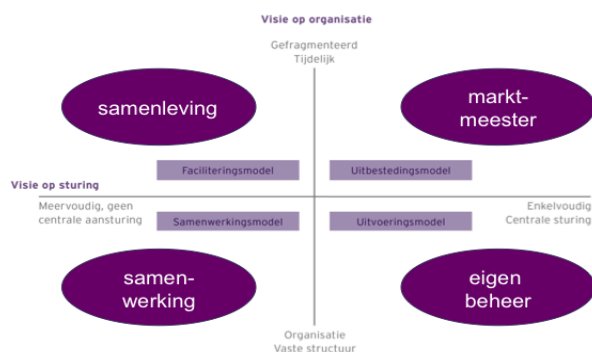 Visie op organisatie
Gefragmenteerd
Tijdelijk
samenleving
markt-
meester
Faciliteringsmodel
Uitbestedingsmodel
Visie op sturing
Meervoudig, geen
centrale aansturing
Enkelvoudig
Centrale sturing
Samenwerkingsmodel
Uitvoeringsmodel
samen-
werking
eigen
beheer
Organisatie
Vaste structuur